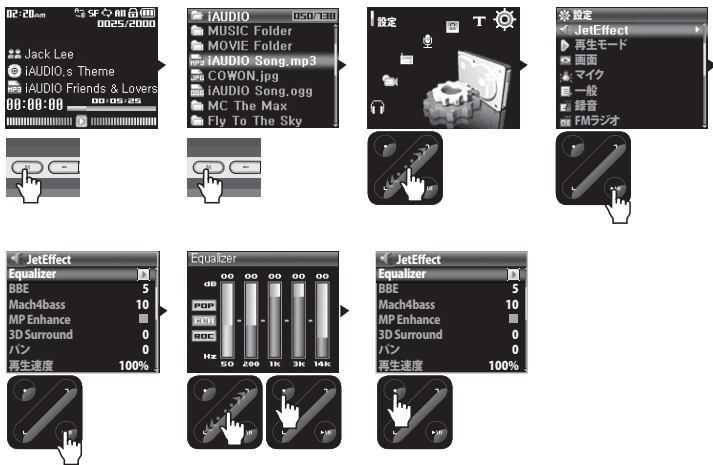 02-20am SF All
0025/2000
Jack Lee
iAUDIO,s Theme
iAUDIO Friends & Lovers
00:00:00 00:05:25
M
iAUDIO 050/138
MUSIC Folder
MOVIE Folder
iAUDIO Song.mp3
COWON.jpg
iAUDIO Song.ogg
MC The Max
Fly To The Sky
M
設定
T
設定
JetEffect
再生モード
画面
マイク
一般
録音
FMラジオ
JetEffect
Equalizer
BBE 5
Mach4bass 10
MP Enhance
3D Surround 0
パン 0
再生速度 100%
Equalizer
00 00 00 00 00
dB
POP
ROC
Hz
50 200 1k 3k 14k
JetEffect
Equalizer
BBE 5
Mach4bass 10
MP Enhance
3D Surround 0
パン 0
再生速度 100%